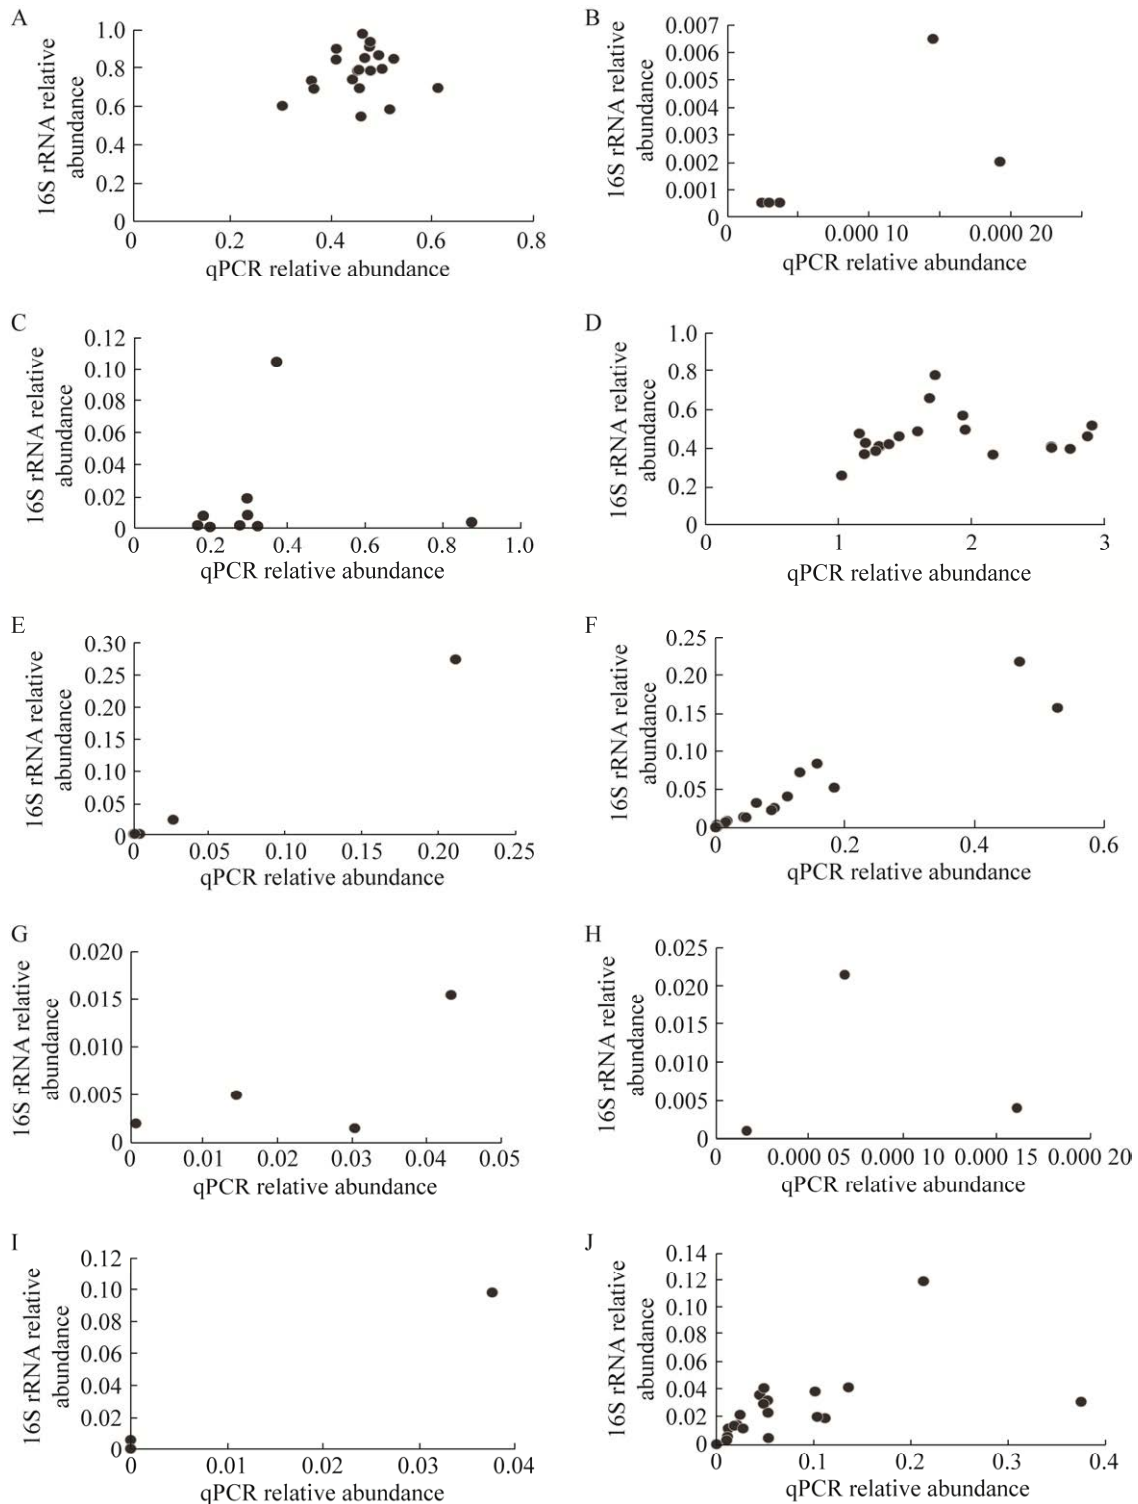 A
16S rRNA relative
abundance
1.0
0.8
0.6
0.4
0.2
0
0 0.2 0.4 0.6 0.8
qPCR relative abundance
B
16S rRNA relative
abundance
0.007
0.006
0.005
0.004
0.003
0.002
0.001
0
0 0.000 10 0.000 20
qPCR relative abundance
C
16S rRNA relative
abundance
0.12
0.10
0.08
0.06
0.04
0.02
0
0 0.2 0.4 0.6 0.8 1.0
qPCR relative abundance
D
16S rRNA relative
abundance
1.0
0.8
0.6
0.4
0.2
0
0 1 2 3
qPCR relative abundance
E
16S rRNA relative
abundance
0.30
0.25
0.20
0.15
0.10
0.05
0
0 0.05 0.10 0.15 0.20 0.25
qPCR relative abundance
F
16S rRNA relative
abundance
0.25
0.20
0.15
0.10
0.05
0
0 0.2 0.4 0.6
qPCR relative abundance
G
16S rRNA relative
abundance
0.020
0.015
0.010
0.005
0
0 0.01 0.02 0.03 0.04 0.05
qPCR relative abundance
H
16S rRNA relative
abundance
0.025
0.020
0.015
0.010
0.005
0
0 0.000 05 0.000 10 0.000 15 0.000 20
qPCR relative abundance
I
16S rRNA relative
abundance
0.12
0.10
0.08
0.06
0.04
0.02
0
0 0.01 0.02 0.03 0.04
qPCR relative abundance
J
16S rRNA relative
abundance
0.14
0.12
0.10
0.08
0.06
0.04
0.02
0
0 0.1 0.2 0.3 0.4
qPCR relative abundance